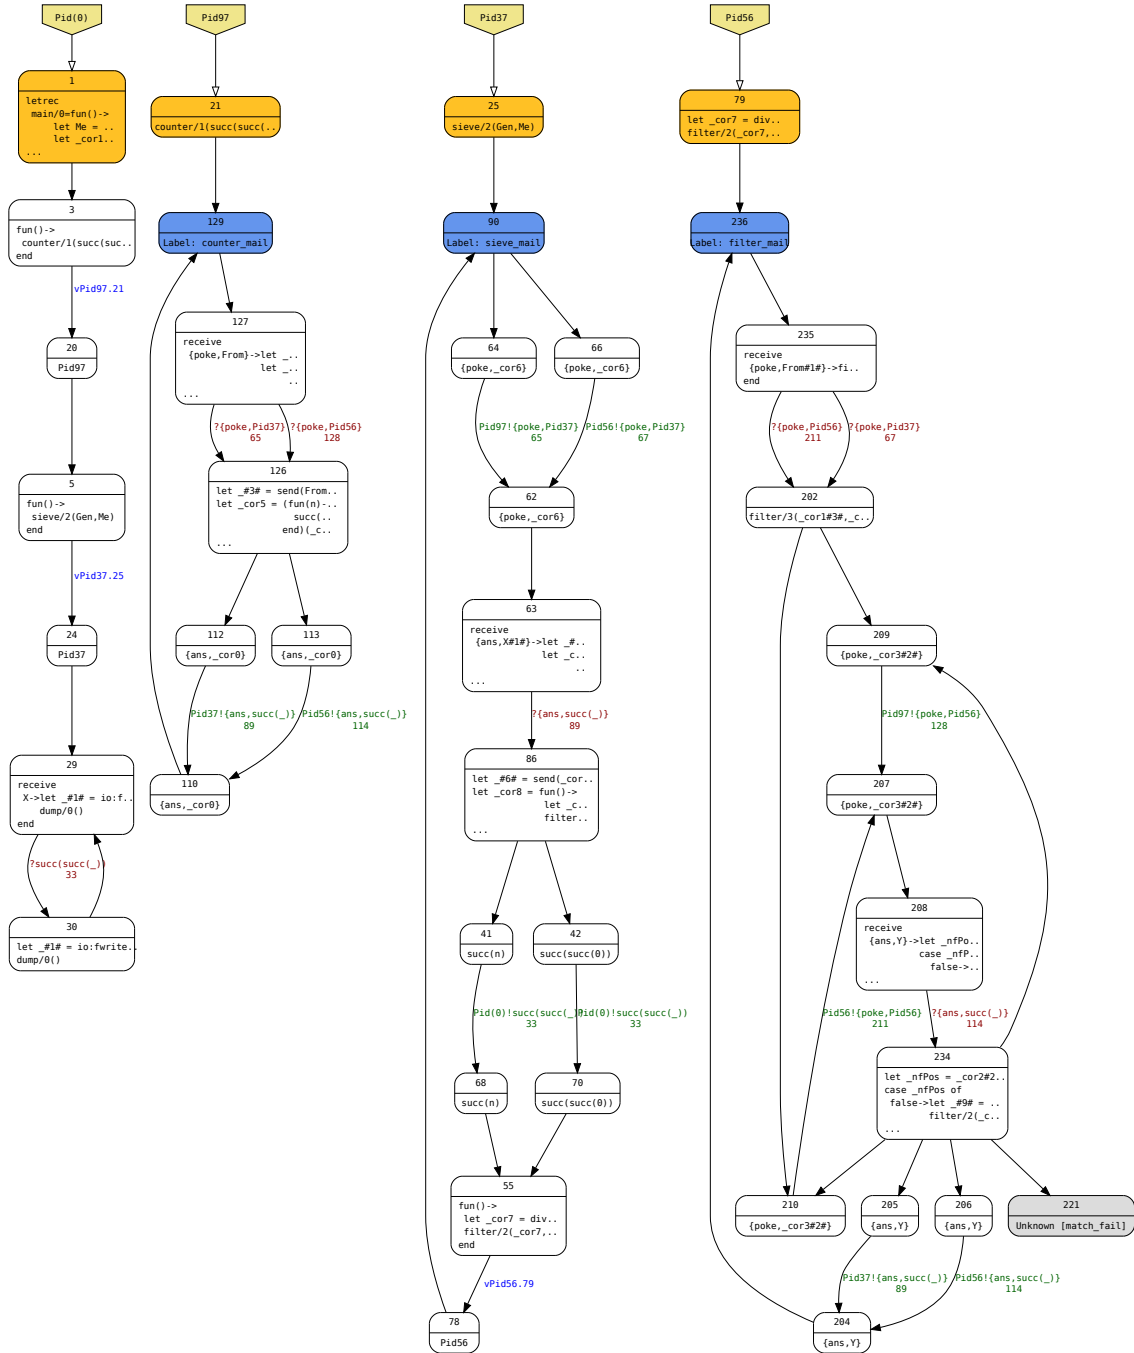 Pid(0)
1
letrec
main/0=fun()->
let Me = ..
let _cor1..
...
3
fun()->
counter/1(succ(suc..
end
νPid97.21
20
Pid97
5
fun()->
sieve/2(Gen,Me)
end
νPid37.25
24
Pid37
29
receive
X->let _#1# = io:f..
dump/0()
end
?succ(succ(_))
33
30
let _#1# = io:fwrite..
dump/0()
Pid97
21
counter/1(succ(succ(..
129
Label: counter_mail
127
receive
{poke,From}->let _..
let _..
..
...
?{poke,Pid37}
65
?{poke,Pid56}
128
126
let _#3# = send(From..
let _cor5 = (fun(n)-..
succ(..
end)(_c..
...
112
{ans,_cor0}
113
{ans,_cor0}
Pid37!{ans,succ(_)}
89
Pid56!{ans,succ(_)}
114
110
{ans,_cor0}
Pid37
25
sieve/2(Gen,Me)
90
Label: sieve_mail
64
{poke,_cor6}
66
{poke,_cor6}
Pid97!{poke,Pid37}
65
Pid56!{poke,Pid37}
67
62
{poke,_cor6}
63
receive
{ans,X#1#}->let _#..
let _c..
..
...
?{ans,succ(_)}
89
86
let _#6# = send(_cor..
let _cor8 = fun()->
let _c..
filter..
...
41
succ(n)
42
succ(succ(0))
Pid(0)!succ(succ(_))
33
Pid(0)!succ(succ(_))
33
68
succ(n)
70
succ(succ(0))
55
fun()->
let _cor7 = div..
filter/2(_cor7,..
end
νPid56.79
78
Pid56
Pid56
79
let _cor7 = div..
filter/2(_cor7,..
236
Label: filter_mail
235
receive
{poke,From#1#}->fi..
end
?{poke,Pid56}
211
?{poke,Pid37}
67
202
filter/3(_cor1#3#,_c..
209
{poke,_cor3#2#}
Pid97!{poke,Pid56}
128
207
{poke,_cor3#2#}
208
receive
{ans,Y}->let _nfPo..
case _nfP..
false->..
...
Pid56!{poke,Pid56}
211
?{ans,succ(_)}
114
234
let _nfPos = _cor2#2..
case _nfPos of
false->let _#9# = ..
filter/2(_c..
...
210
{poke,_cor3#2#}
205
{ans,Y}
206
{ans,Y}
221
Unknown [match_fail]
Pid37!{ans,succ(_)}
89
Pid56!{ans,succ(_)}
114
204
{ans,Y}